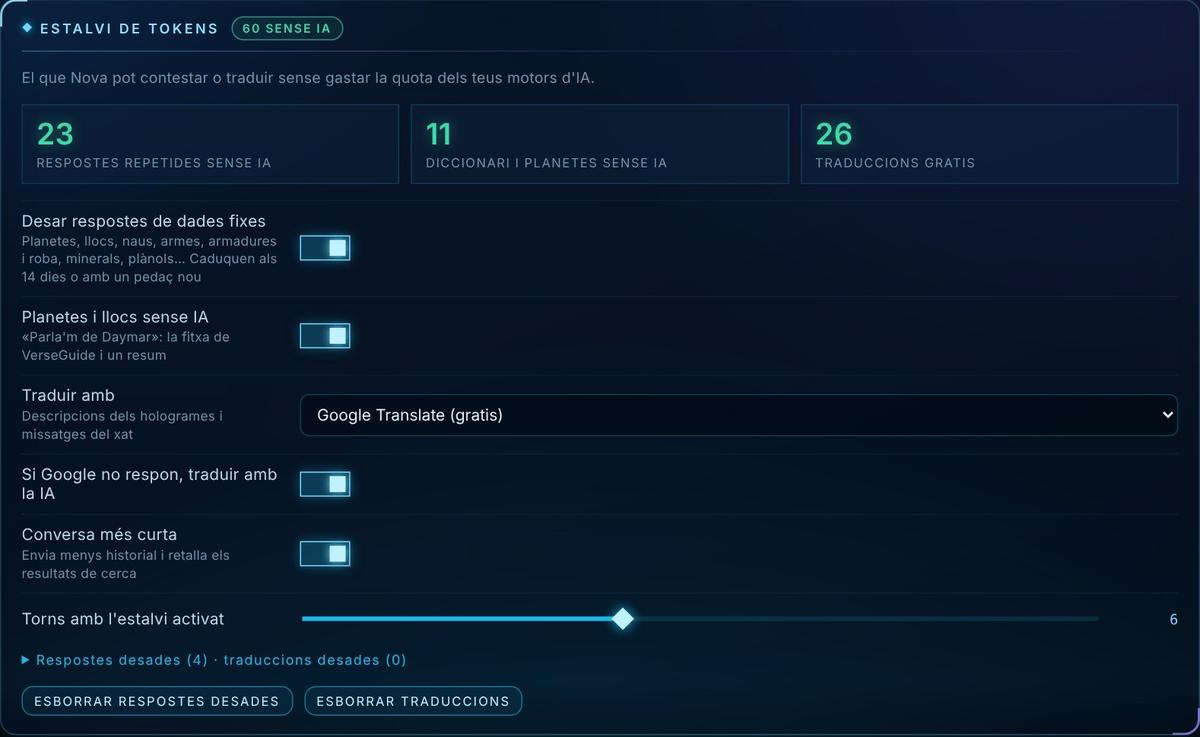 ESTALVI DE TOKENS
60 SENSE IA
El que Nova pot contestar o traduir sense gastar la quota dels teus motors d'IA.
23
RESPOSTES REPETIDES SENSE IA
11
DICCIONARI I PLANETES SENSE IA
26
TRADUCCIONS GRATIS
Desar respostes de dades fixes
Planetes, llocs, naus, armes, armadures
i roba, minerals, plànols... Caduquen als
14 dies o amb un pedaç nou
Planetes i llocs sense IA
«Parla'm de Daymar»: la fitxa de
VerseGuide i un resum
Traduir amb
Descripcions dels hologrames i
missatges del xat
Google Translate (gratis)
Si Google no respon, traduir amb
la IA
Conversa més curta
Envia menys historial i retalla els
resultats de cerca
Torns amb l'estalvi activat
6
Respostes desades (4) · traduccions desades (0)
ESBORRAR RESPOSTES DESADES
ESBORRAR TRADUCCIONS